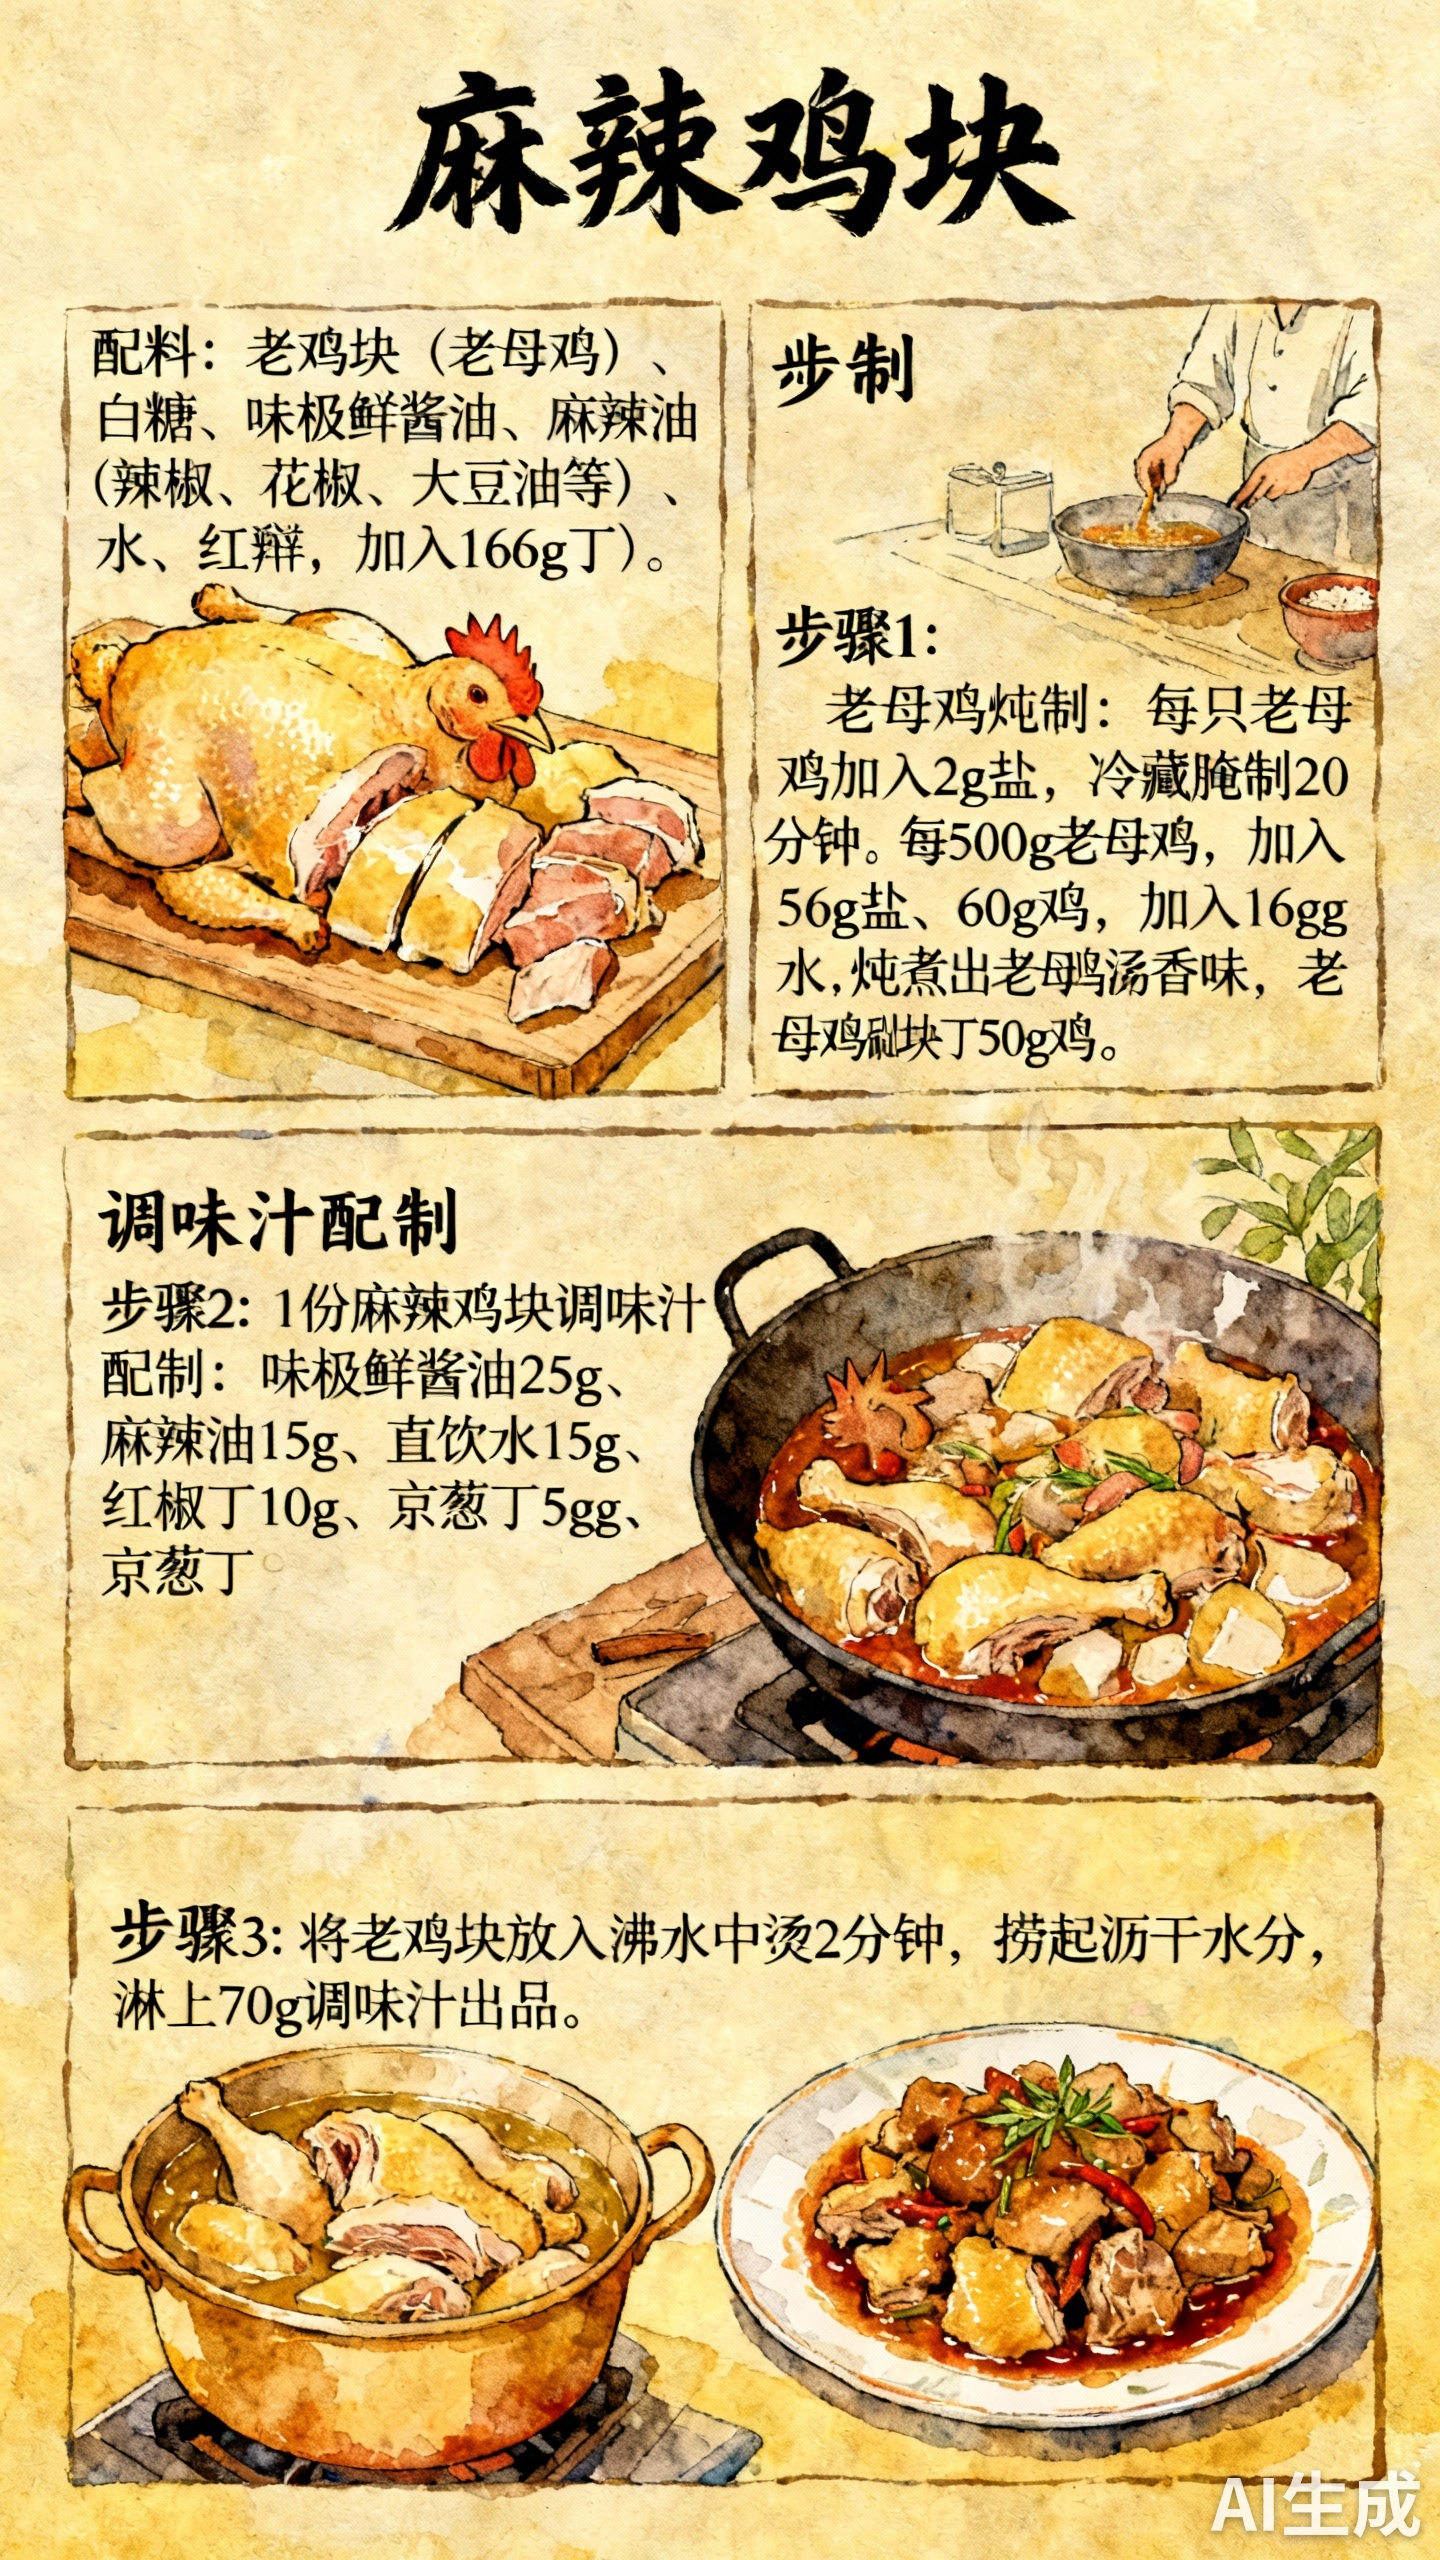 麻辣鸡块
配料：老鸡块（老母鸡）、
白糖、味极鲜酱油、麻辣油
(辣椒、花椒、大豆油等）、
水、红，加入166g丁）。
步制
步骤1：
老母鸡炖制：每只老母
鸡加入2g盐，冷藏腌制20
分钟。每500g老母鸡，加入
56g盐、60g鸡，加入16gg
水,炖煮出老母汤香味，老
母鸡块丁50g鸡。
调味汁配制
步骤2：1份麻辣鸡块调味汁
配制：味极鲜酱油25g、
麻辣油15g、直饮水15g、
红椒丁10g、京葱丁5gg、
京葱丁
步骤3：将老鸡块放入沸水中烫2分钟，捞起沥干水分，
淋上70g调味汁出品。
AI生成